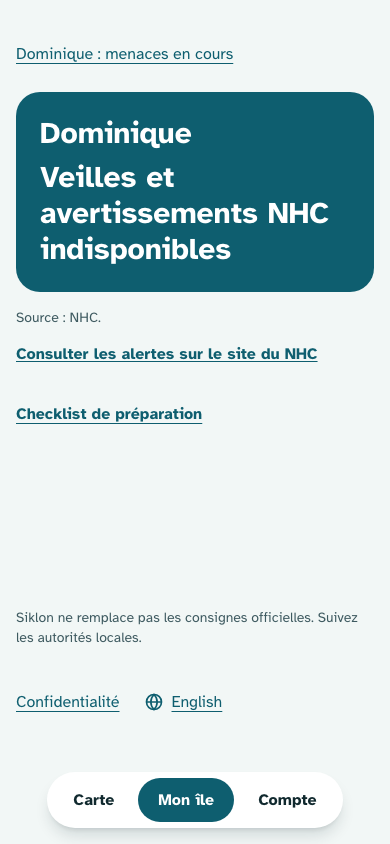 Dominique : menaces en cours
Dominique
Veilles et
avertissements NHC
indisponibles
Source : NHC.
Consulter les alertes sur le site du NHC
Checklist de préparation
Siklon ne remplace pas les consignes officielles. Suivez
les autorités locales.
Confidentialité English
Carte Mon île Compte